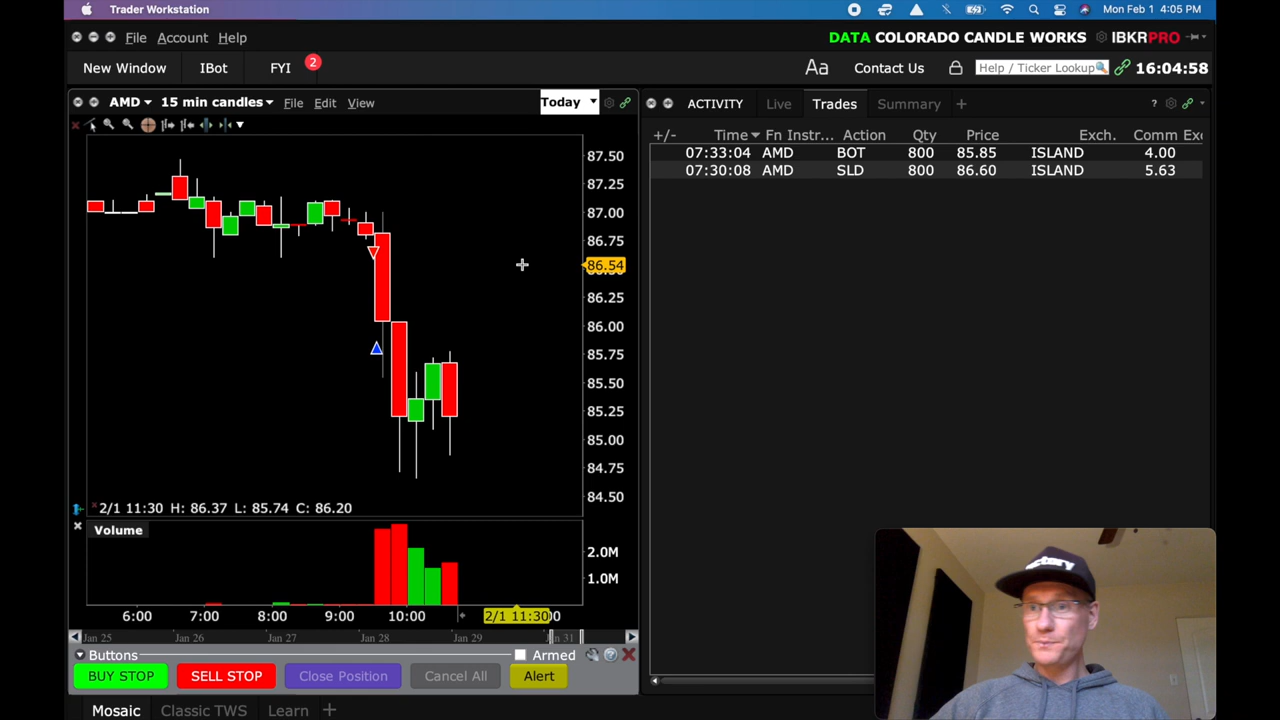 Trader Workstation
Mon Feb 1 4:05 PM
File Account Help
DATA COLORADO CANDLE WORKS IBKRPRO
New Window IBot FYI 2
Aa Contact Us Help / Ticker Lookup 16:04:58
AMD 15 min candles File Edit View Today
ACTIVITY Live Trades Summary + ?
+/- Time Fn Instr... Action Qty Price Exch. Comm Exc
07:33:04 AMD BOT 800 85.85 ISLAND 4.00
07:30:08 AMD SLD 800 86.60 ISLAND 5.63
87.50
87.25
87.00
86.75
86.54
86.25
86.00
85.75
85.50
85.25
85.00
84.75
84.50
2/1 11:30 H: 86.37 L: 85.74 C: 86.20
Volume
2.0M
1.0M
6:00 7:00 8:00 9:00 10:00 2/1 11:30
Jan 25 Jan 26 Jan 27 Jan 28 Jan 29 31
Buttons Armed
BUY STOP SELL STOP Close Position Cancel All Alert
Mosaic Classic TWS Learn +